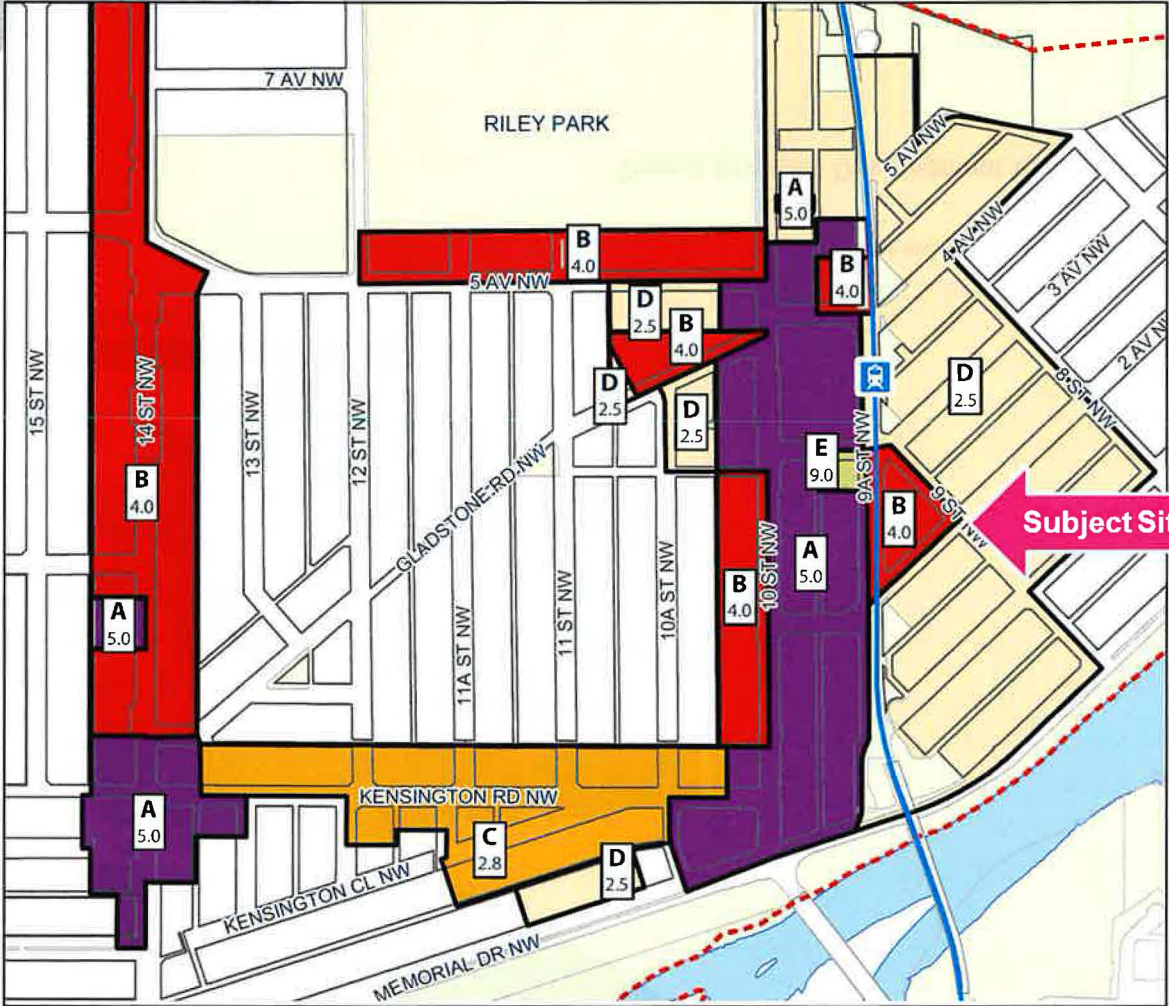 7 AV NW
RILEY PARK
5 AV NW
A
5.0
4 AV NW
3 AV NW
B
4.0
5 AV NW
B
4.0
D
2.5
B
4.0
2 AV N
15 ST NW
14 ST NW
13 ST NW
12 ST NW
D
2.5
D
2.5
D
2.5
8 ST NW
GLADSTONE RD NW
E
9.0
9A ST NW
9 ST NW
B
4.0
B
4.0
Subject Sit
A
5.0
B
4.0
10 ST NW
11A ST NW
11 ST NW
10A ST NW
A
5.0
KENSINGTON RD NW
A
5.0
C
2.8
D
2.5
KENSINGTON CL NW
MEMORIAL DR NW